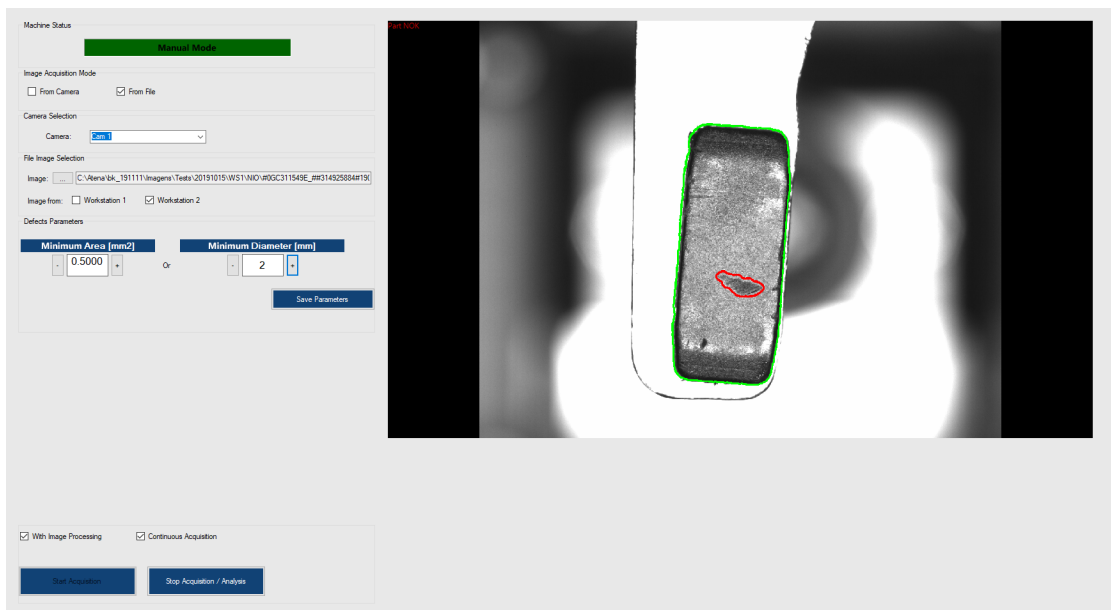 Machine Status
Manual Mode
Part NOK
Image Acquisition Mode
From Camera From File
Camera Selection
Camera: Cam 1
File Image Selection
Image: ... C:\Atena\bk_191111\Imagens\Tests\20191015\WS1\NIO\#0GC311549E_##314925884#19(
Image from: Workstation 1 Workstation 2
Defects Parameters
Minimum Area [mm2] Minimum Diameter [mm]
- 0.5000 + Or - 2 +
Save Parameters
With Image Processing Continuous Acquisition
Start Acquisition Stop Acquisition / Analysis